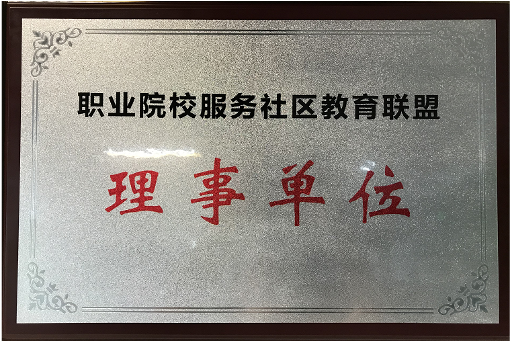 职业院校服务社区教育联盟
理事单位